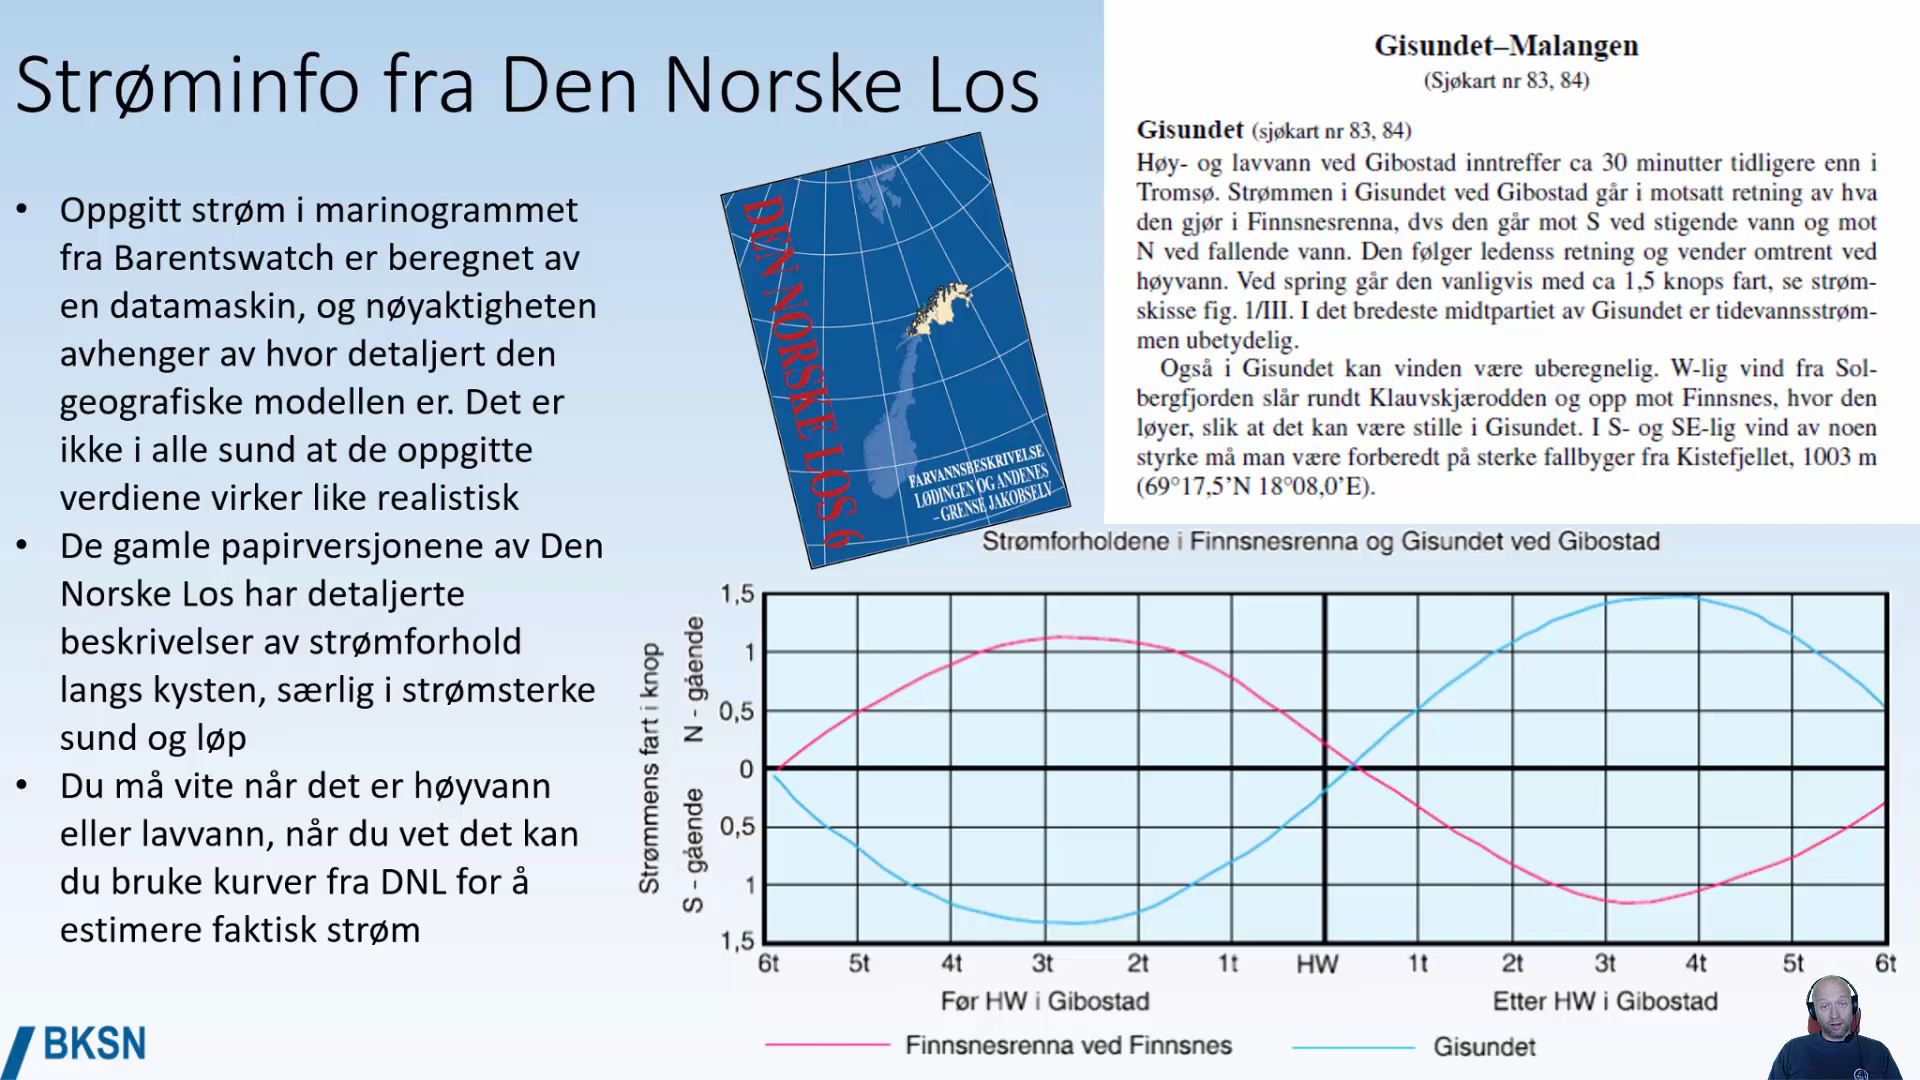 Strøminfo fra Den Norske Los
• Oppgitt strøm i marinogrammet
fra Barentswatch er beregnet av
en datamaskin, og nøyaktigheten
avhenger av hvor detaljert den
geografiske modellen er. Det er
ikke i alle sund at de oppgitte
verdiene virker like realistisk
• De gamle papirversjonene av Den
Norske Los har detaljerte
beskrivelser av strømforhold
langs kysten, særlig i strømsterke
sund og løp
• Du må vite når det er høyvann
eller lavvann, når du vet det kan
du bruke kurver fra DNL for å
estimere faktisk strøm
BKSN
DEN NORSKE LOS 6
FARVANNSBESKRIVELSE
LØDINGEN OG ANDENES
– GRENSE JAKOBSELV
Gisundet–Malangen
(Sjøkart nr 83, 84)
Gisundet (sjøkart nr 83, 84)
Høy- og lavvann ved Gibostad inntreffer ca 30 minutter tidligere enn i
Tromsø. Strømmen i Gisundet ved Gibostad går i motsatt retning av hva
den gjør i Finnsnesrenna, dvs den går mot S ved stigende vann og mot
N ved fallende vann. Den følger ledenss retning og vender omtrent ved
høyvann. Ved spring går den vanligvis med ca 1,5 knops fart, se strøm-
skisse fig. 1/III. I det bredeste midtpartiet av Gisundet er tidevannsstrøm-
men ubetydelig.
Også i Gisundet kan vinden være uberegnelig. W-lig vind fra Sol-
bergfjorden slår rundt Klauvskjærodden og opp mot Finnsnes, hvor den
løyer, slik at det kan være stille i Gisundet. I S- og SE-lig vind av noen
styrke må man være forberedt på sterke fallbyger fra Kistefjellet, 1003 m
(69°17,5’N 18°08,0’E).
Strømforholdene i Finnsnesrenna og Gisundet ved Gibostad
Strømmens fart i knop
N - gående
S - gående
1,5
1
0,5
0
0,5
1
1,5
6t 5t 4t 3t 2t 1t HW 1t 2t 3t 4t 5t 6t
Før HW i Gibostad Etter HW i Gibostad
Finnsnesrenna ved Finnsnes Gisundet